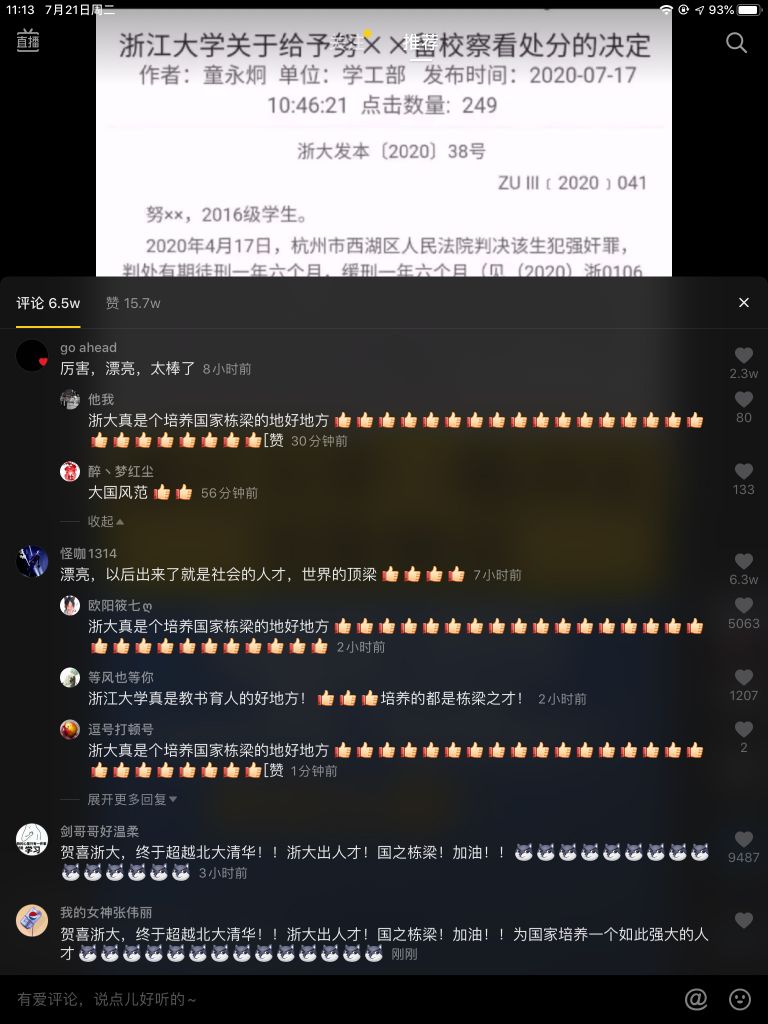 11:13 7月21日周二
93%
直播
推荐
浙江大学关于给予努××留校察看处分的决定
作者：童永炯 单位：学工部 发布时间：2020-07-17
10:46:21 点击数量：249
浙大发本〔2020〕38号
ZU III﹝2020﹞041
努××，2016级学生。
2020年4月17日，杭州市西湖区人民法院判决该生犯强奸罪，
判处有期徒刑一年六个月，缓刑一年六个月（见（2020）浙0106
评论 6.5w 赞 15.7w
go ahead
厉害，漂亮，太棒了 8小时前
2.3w
他我
浙大真是个培养国家栋梁的地好地方👍👍👍👍👍👍👍👍👍👍👍👍👍👍👍👍👍
👍👍👍👍👍👍👍👍[赞 30分钟前
80
醉丶梦红尘
大国风范👍👍 56分钟前
133
收起
怪咖1314
漂亮，以后出来了就是社会的人才，世界的顶梁👍👍👍👍 7小时前
6.3w
欧阳筱七ღ
浙大真是个培养国家栋梁的地好地方👍👍👍👍👍👍👍👍👍👍👍👍👍👍👍👍👍
👍👍👍👍👍👍👍👍👍👍👍 2小时前
5063
等风也等你
浙江大学真是教书育人的好地方！👍👍👍培养的都是栋梁之才！ 2小时前
1207
逗号打顿号
浙大真是个培养国家栋梁的地好地方👍👍👍👍👍👍👍👍👍👍👍👍👍👍👍👍👍
👍👍👍👍👍👍👍👍[赞 1分钟前
2
展开更多回复
剑哥哥好温柔
贺喜浙大，终于超越北大清华！！浙大出人才！国之栋梁！加油！！
3小时前
9487
我的女神张伟丽
贺喜浙大，终于超越北大清华！！浙大出人才！国之栋梁！加油！！为国家培养一个如此强大的人
才 刚刚
有爱评论，说点儿好听的~
@